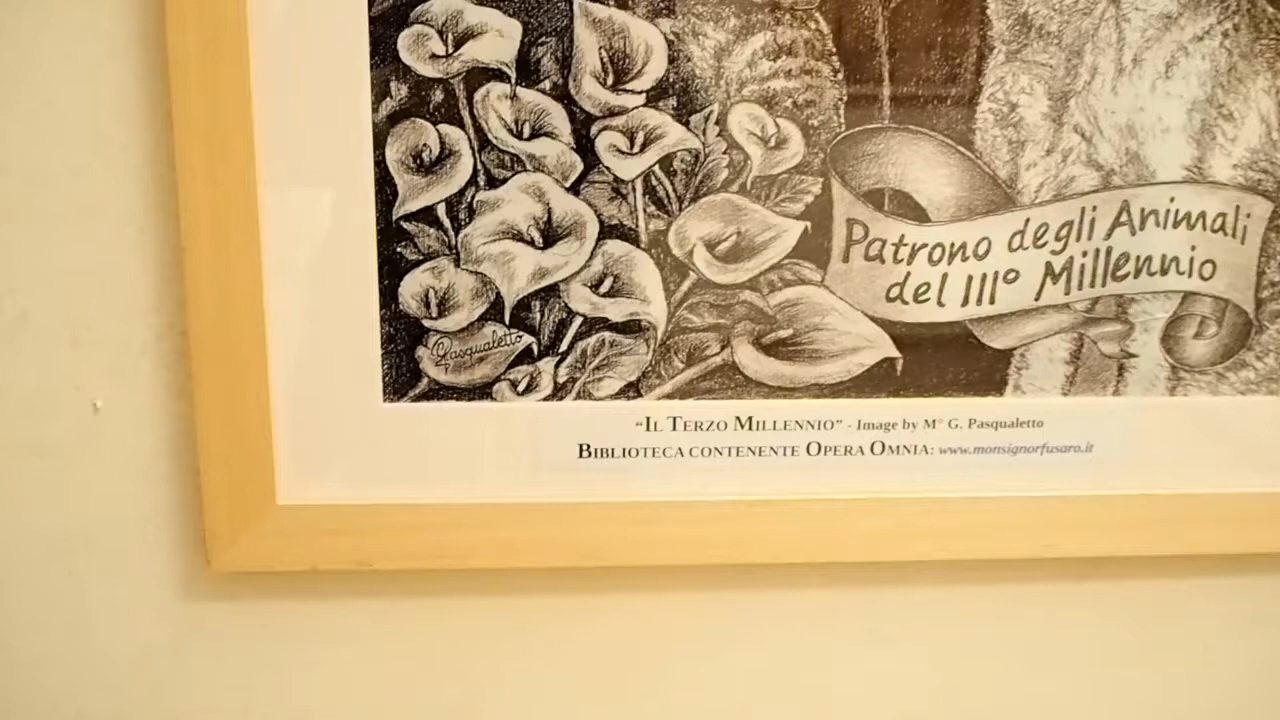 Patrono degli Animali
del IIIº Millennio
Pasqualetto
"IL TERZO MILLENNIO" - Image by M° G. Pasqualetto
BIBLIOTECA CONTENENTE OPERA OMNIA: www.monsignorfusaro.it